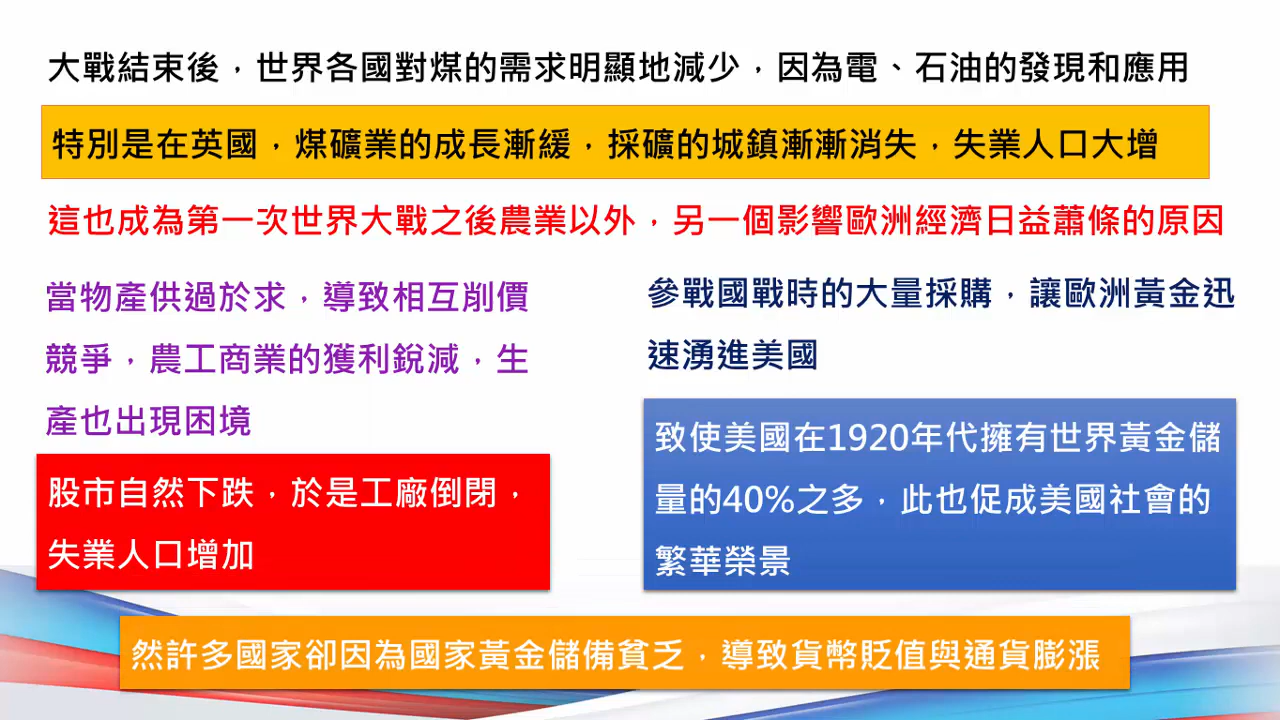 大戰結束後，世界各國對煤的需求明顯地減少，因為電、石油的發現和應用
特別是在英國，煤礦業的成長漸緩，採礦的城鎮漸漸消失，失業人口大增
這也成為第一次世界大戰之後農業以外，另一個影響歐洲經濟日益蕭條的原因
當物產供過於求，導致相互削價
競爭，農工商業的獲利銳減，生
產也出現困境
股市自然下跌，於是工廠倒閉，
失業人口增加
參戰國戰時的大量採購，讓歐洲黃金迅
速湧進美國
致使美國在1920年代擁有世界黃金儲
量的40%之多，此也促成美國社會的
繁華榮景
然許多國家卻因為國家黃金儲備貧乏，導致貨幣貶值與通貨膨漲